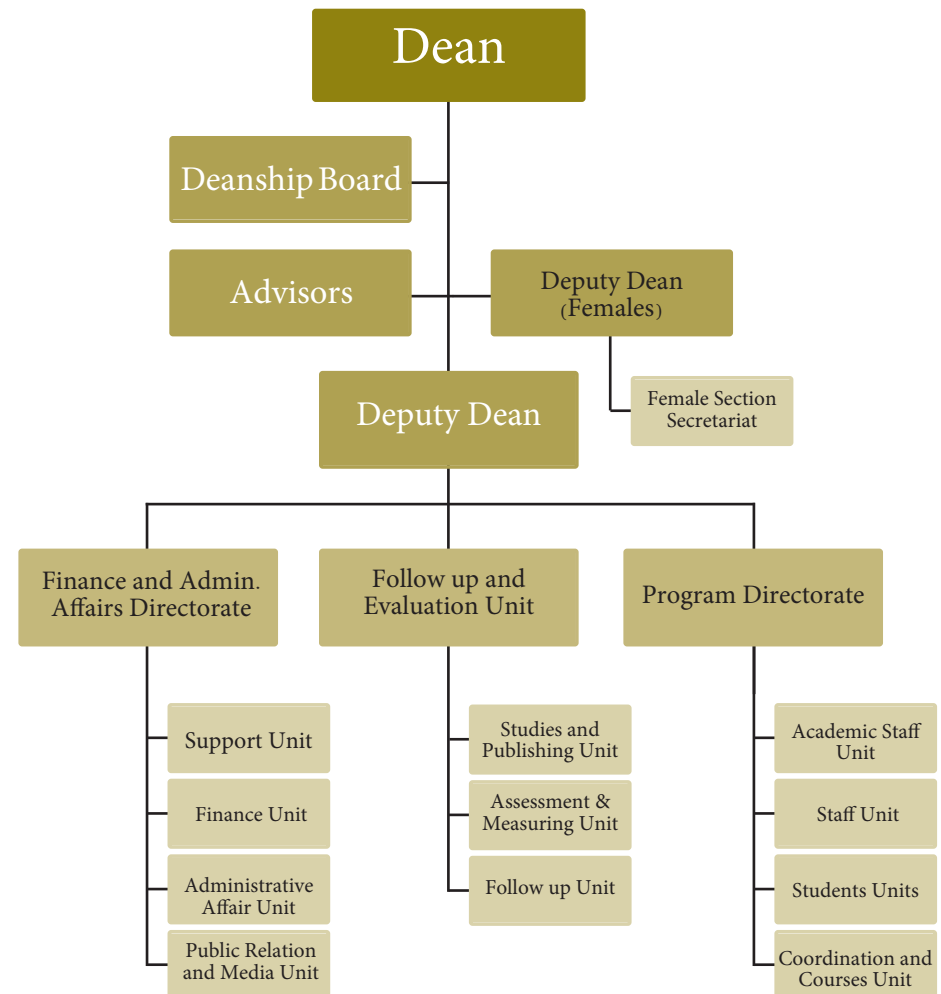 Dean
Deanship Board
Advisors
Deputy Dean
(Females)
Female Section
Secretariat
Deputy Dean
Finance and Admin.
Affairs Directorate
Support Unit
Finance Unit
Administrative
Affair Unit
Public Relation
and Media Unit
Follow up and
Evaluation Unit
Studies and
Publishing Unit
Assessment &
Measuring Unit
Follow up Unit
Program Directorate
Academic Staff
Unit
Staff Unit
Students Units
Coordination and
Courses Unit